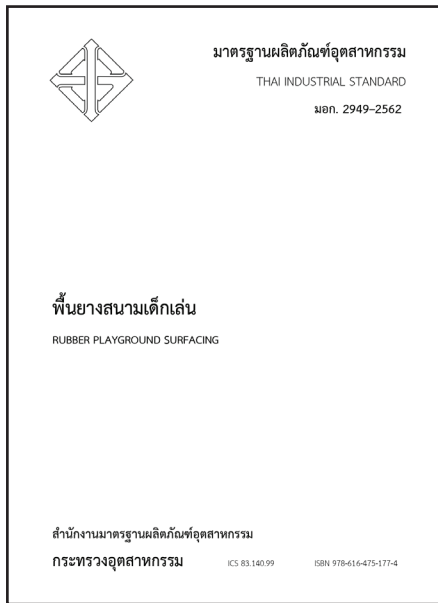 มาตรฐานผลิตภัณฑ์อุตสาหกรรม
THAI INDUSTRIAL STANDARD
มอก. 2949–2562
พื้นยางสนามเด็กเล่น
RUBBER PLAYGROUND SURFACING
สำนักงานมาตรฐานผลิตภัณฑ์อุตสาหกรรม
กระทรวงอุตสาหกรรม ICS 83.140.99 ISBN 978-616-475-177-4